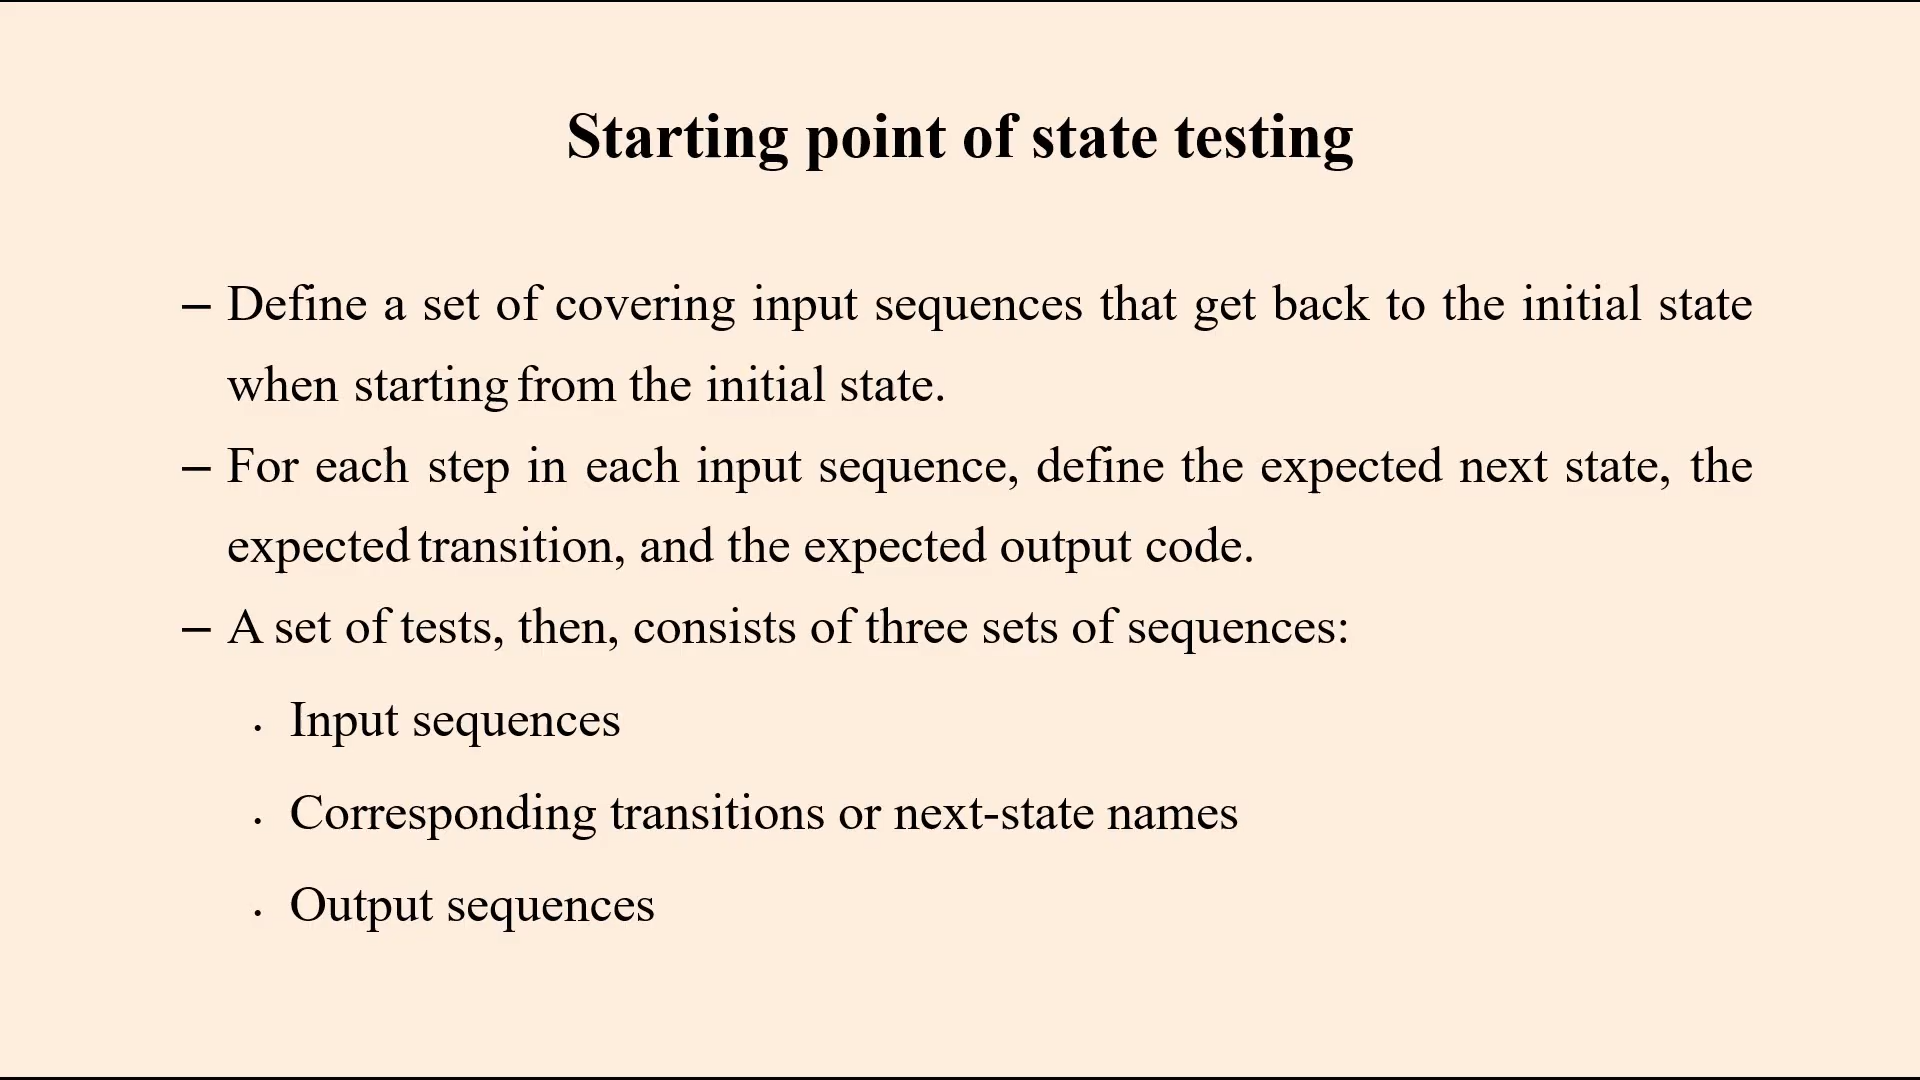 Starting point of state testing
– Define a set of covering input sequences that get back to the initial state
when starting from the initial state.
– For each step in each input sequence, define the expected next state, the
expected transition, and the expected output code.
– A set of tests, then, consists of three sets of sequences:
• Input sequences
• Corresponding transitions or next-state names
• Output sequences